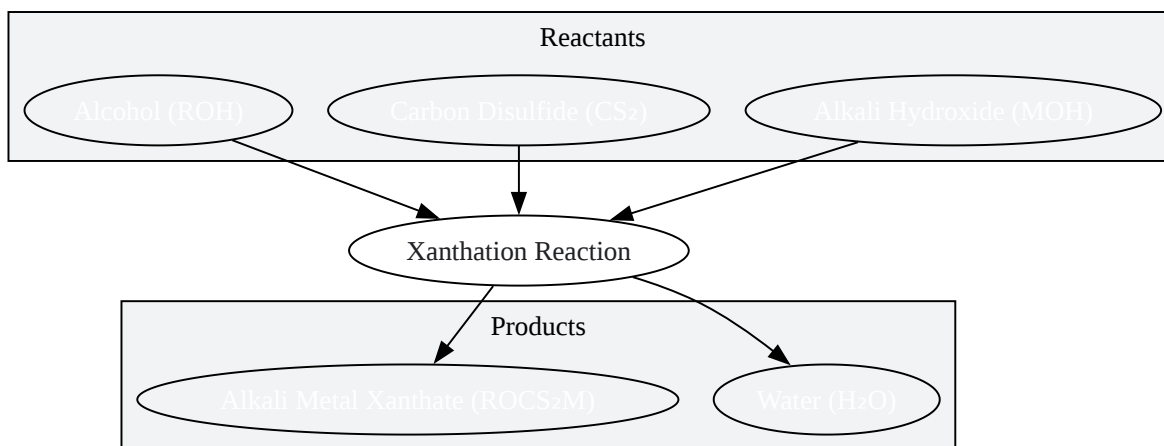 Reactants
Alcohol (ROH)
Carbon Disulfide (CS₂)
Alkali Hydroxide (MOH)
Xanthation Reaction
Products
Alkali Metal Xanthate (ROCS₂M)
Water (H₂O)